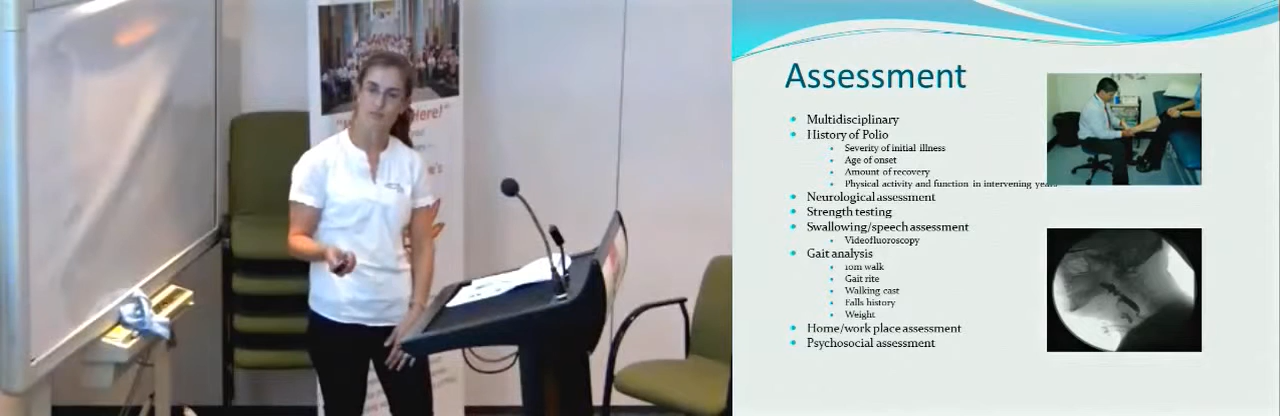 Here!"
Assessment
Multidisciplinary
History of Polio
Severity of initial illness
Age of onset
Amount of recovery
Physical activity and function in intervening years
Neurological assessment
Strength testing
Swallowing/speech assessment
Videofluoroscopy
Gait analysis
10m walk
Gait rite
Walking cast
Falls history
Weight
Home/work place assessment
Psychosocial assessment